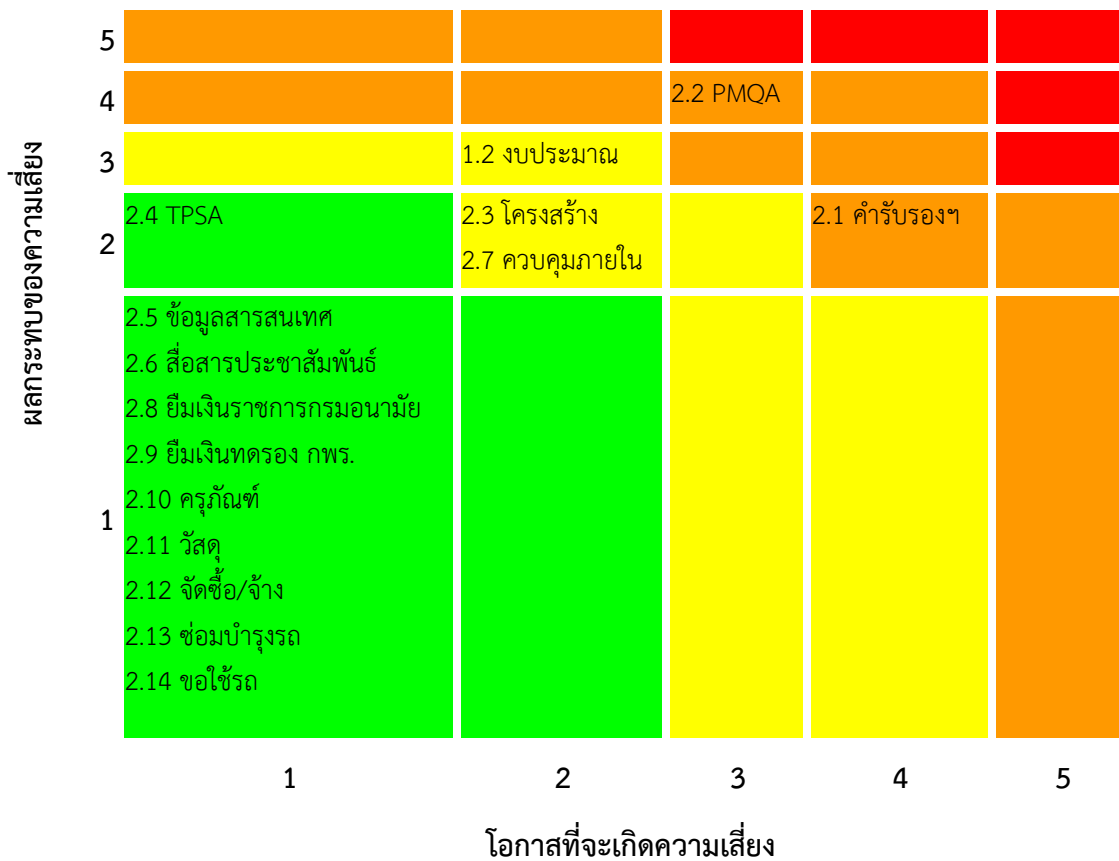 5
4
2.2 PMQA
3
1.2 งบประมาณ
2
2.4 TPSA
2.3 โครงสร้าง
2.7 ควบคุมภายใน
2.1 คำรับรองฯ
1
2.5 ข้อมูลสารสนเทศ
2.6 สื่อสารประชาสัมพันธ์
2.8 ยืมเงินราชการกรมอนามัย
2.9 ยืมเงินทดรอง กพร.
2.10 ครุภัณฑ์
2.11 วัสดุ
2.12 จัดซื้อ/จ้าง
2.13 ซ่อมบำรุงรถ
2.14 ขอใช้รถ
ผลกระทบของความเสี่ยง
1 2 3 4 5
โอกาสที่จะเกิดความเสี่ยง